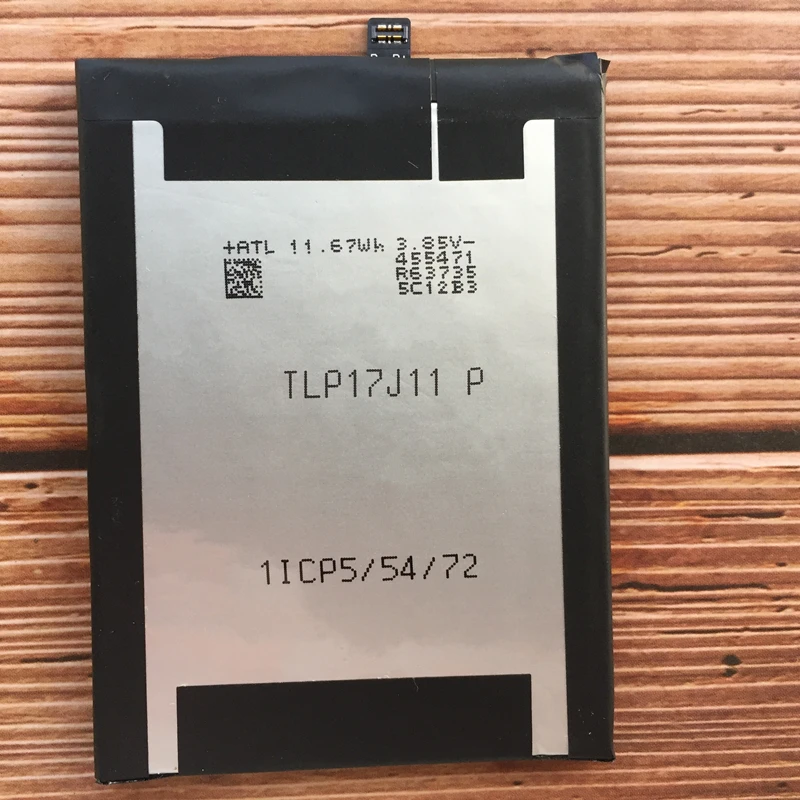 +ATL 11.67Wh 3.85V-
455471
R63735
5C12B3
TLP17J11 P
1ICP5/54/72